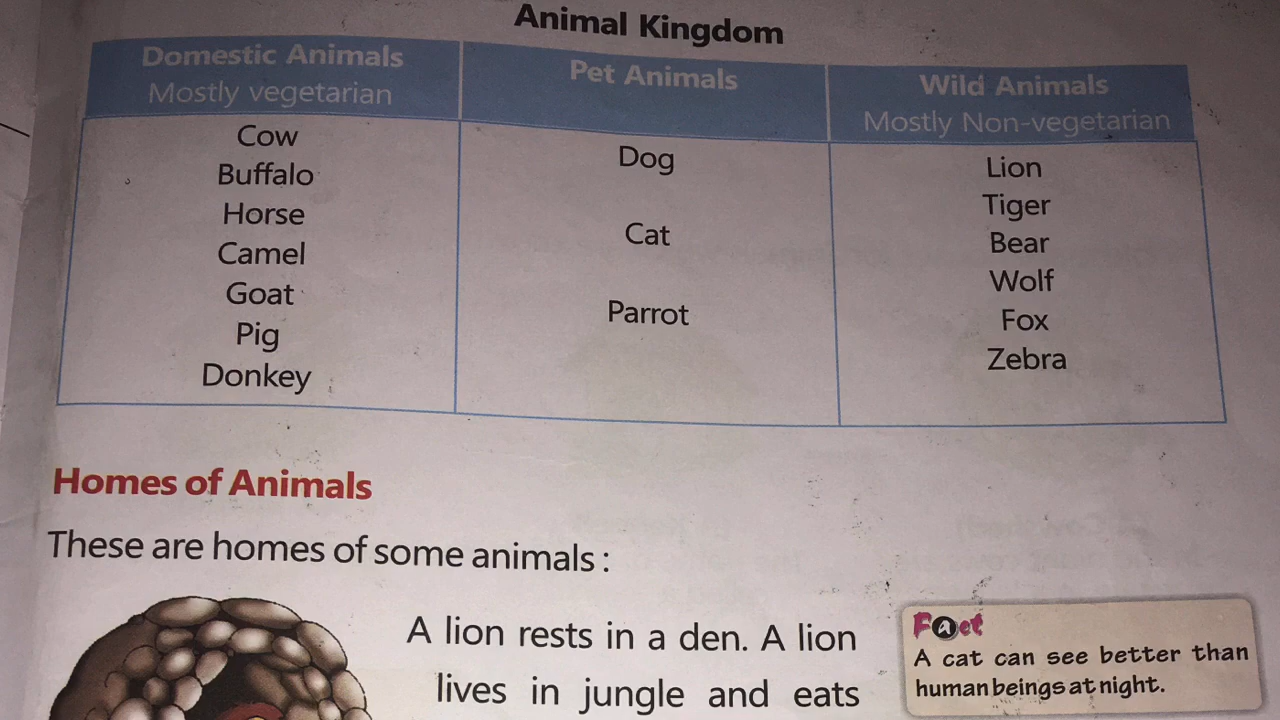 Animal Kingdom
Domestic Animals
Mostly vegetarian
Pet Animals
Wild Animals
Mostly Non-vegetarian
Cow
Buffalo
Horse
Camel
Goat
Pig
Donkey
Dog
Cat
Parrot
Lion
Tiger
Bear
Wolf
Fox
Zebra
Homes of Animals
These are homes of some animals :
A lion rests in a den. A lion
lives in jungle and eats
Fact
A cat can see better than
human beings at night.